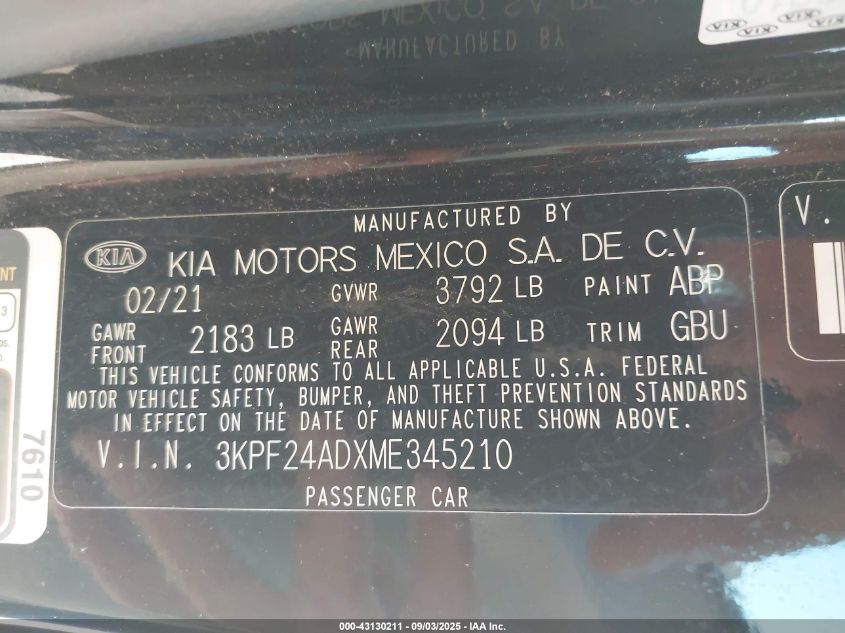 MANUFACTURED BY
KIA KIA MOTORS MEXICO S.A. DE C.V.
02/21 GVWR 3792 LB PAINT ABP
GAWR FRONT 2183 LB GAWR REAR 2094 LB TRIM GBU
THIS VEHICLE CONFORMS TO ALL APPLICABLE U.S.A. FEDERAL
MOTOR VEHICLE SAFETY, BUMPER, AND THEFT PREVENTION STANDARDS
IN EFFECT ON THE DATE OF MANUFACTURE SHOWN ABOVE.
V.I.N. 3KPF24ADXME345210
PASSENGER CAR
7610
V.
000-43130211 - 09/03/2025 - IAA Inc.